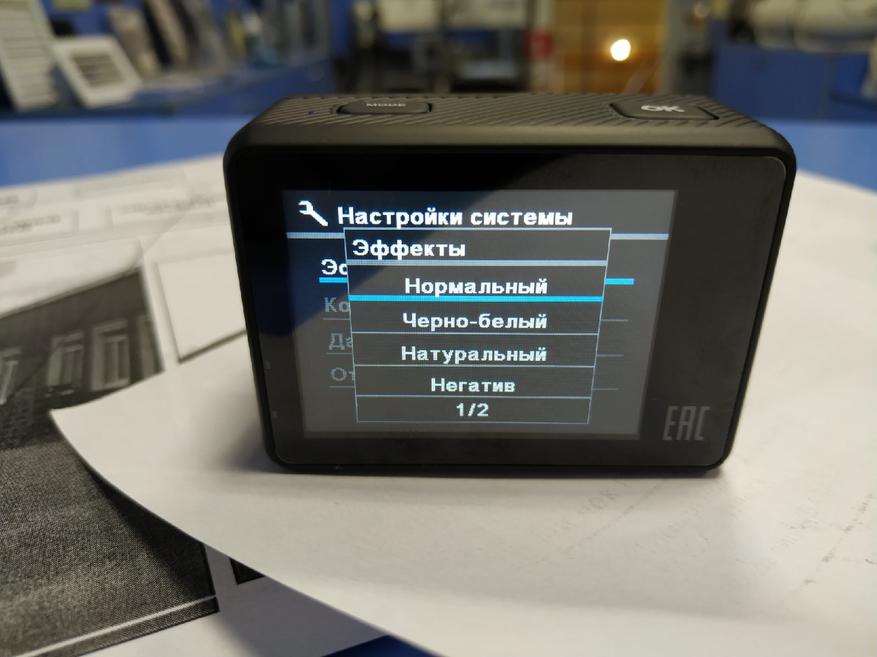 MODE
OK
Настройки системы
Эффекты
Нормальный
Черно-белый
Натуральный
Негатив
1/2
EAC